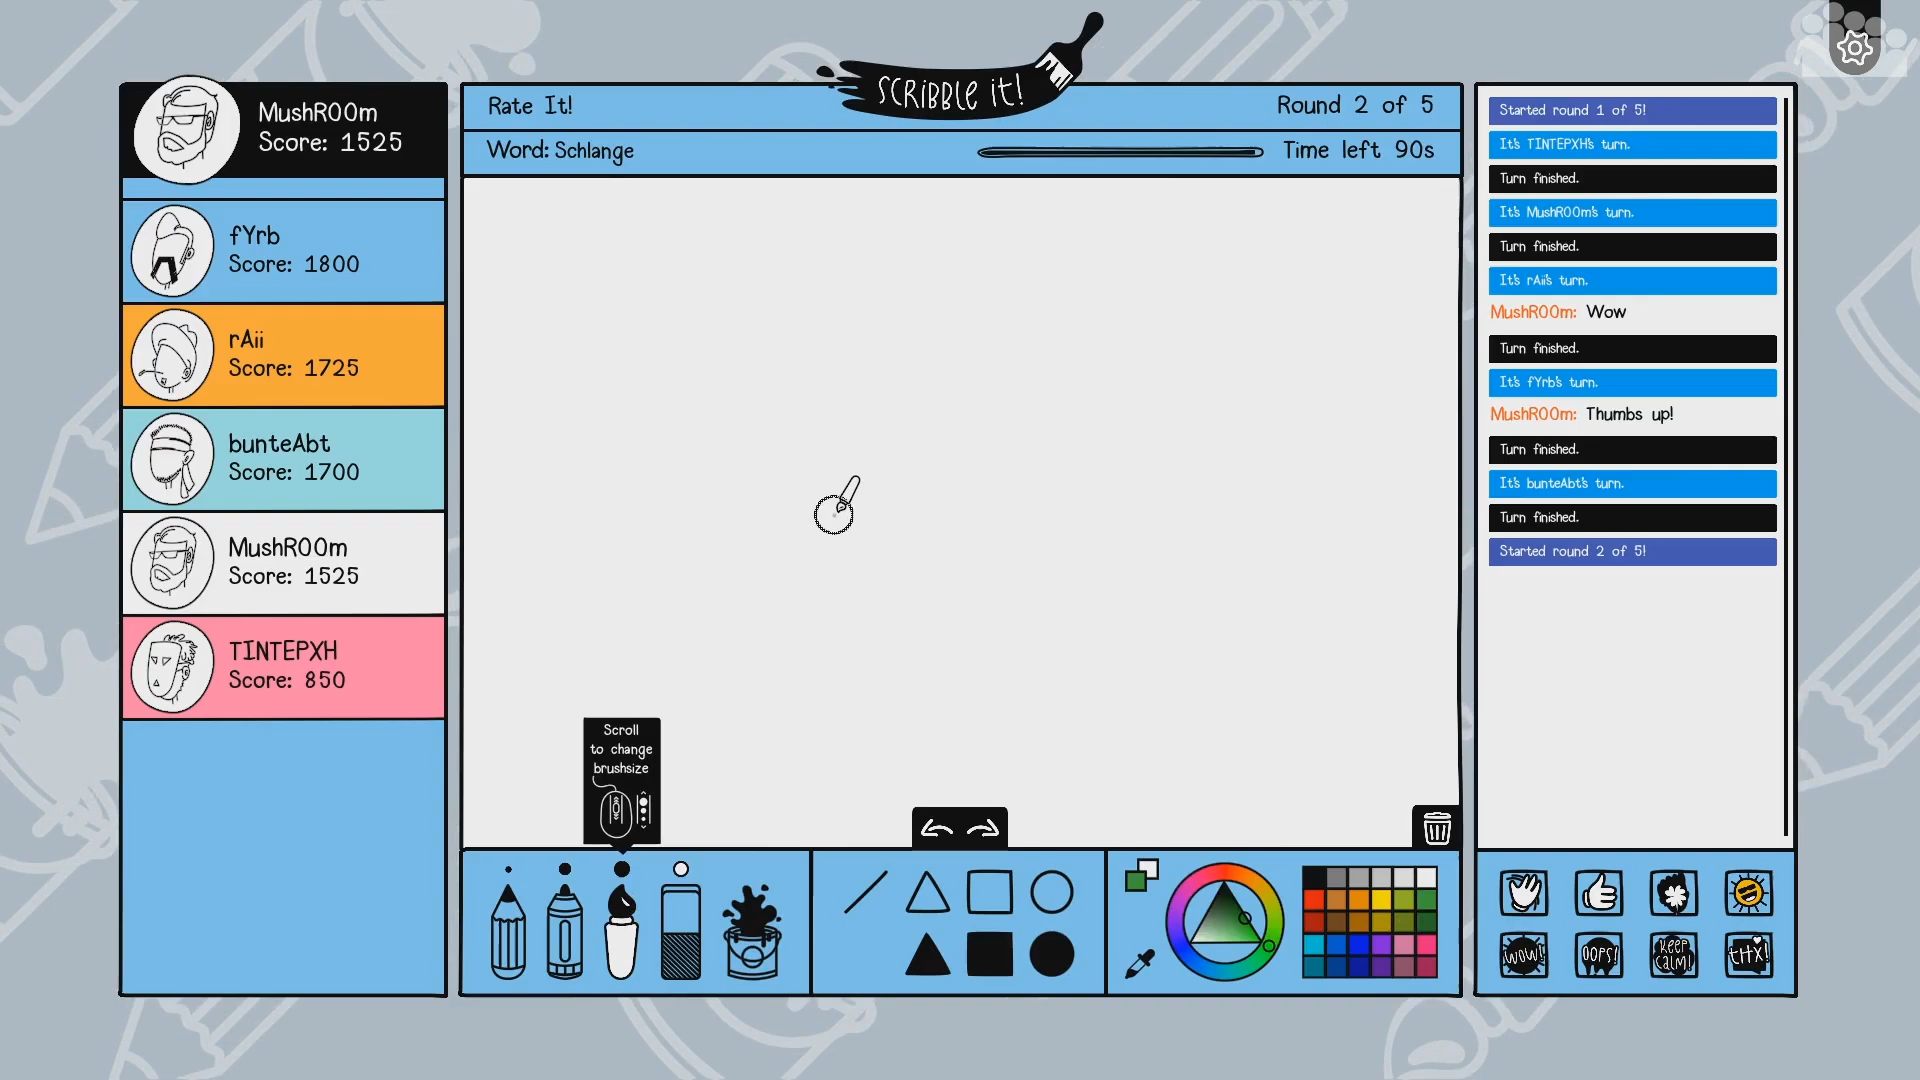 SCRIBBLE iT!
MushR00m
Score: 1525
fYrb
Score: 1800
rAii
Score: 1725
bunteAbt
Score: 1700
MushR00m
Score: 1525
TINTEPXH
Score: 850
Rate It!
Round 2 of 5
Word: Schlange
Time left 90s
Scroll
to change
brushsize
Started round 1 of 5!
It's TINTEPXH's turn.
Turn finished.
It's MushR00m's turn.
Turn finished.
It's rAii's turn.
MushR00m: Wow
Turn finished.
It's fYrb's turn.
MushR00m: Thumbs up!
Turn finished.
It's bunteAbt's turn.
Turn finished.
Started round 2 of 5!
WOW!
OOPS!
KEEP
CALM!
tHX!